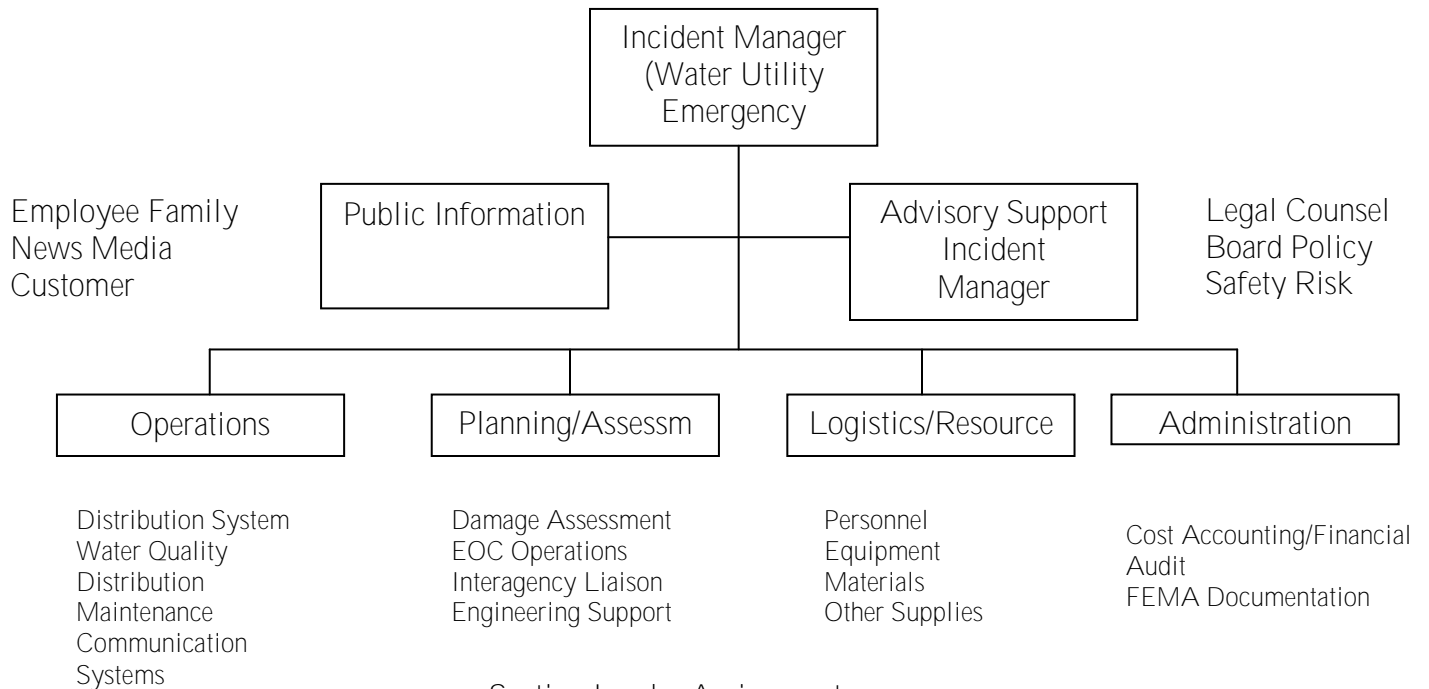 Incident Manager
(Water Utility
Emergency
Employee Family
News Media
Customer
Public Information
Advisory Support
Incident
Manager
Legal Counsel
Board Policy
Safety Risk
Operations
Planning/Assessm
Logistics/Resource
Administration
Distribution System
Water Quality
Distribution
Maintenance
Communication
Systems
Damage Assessment
EOC Operations
Interagency Liaison
Engineering Support
Personnel
Equipment
Materials
Other Supplies
Cost Accounting/Financial
Audit
FEMA Documentation